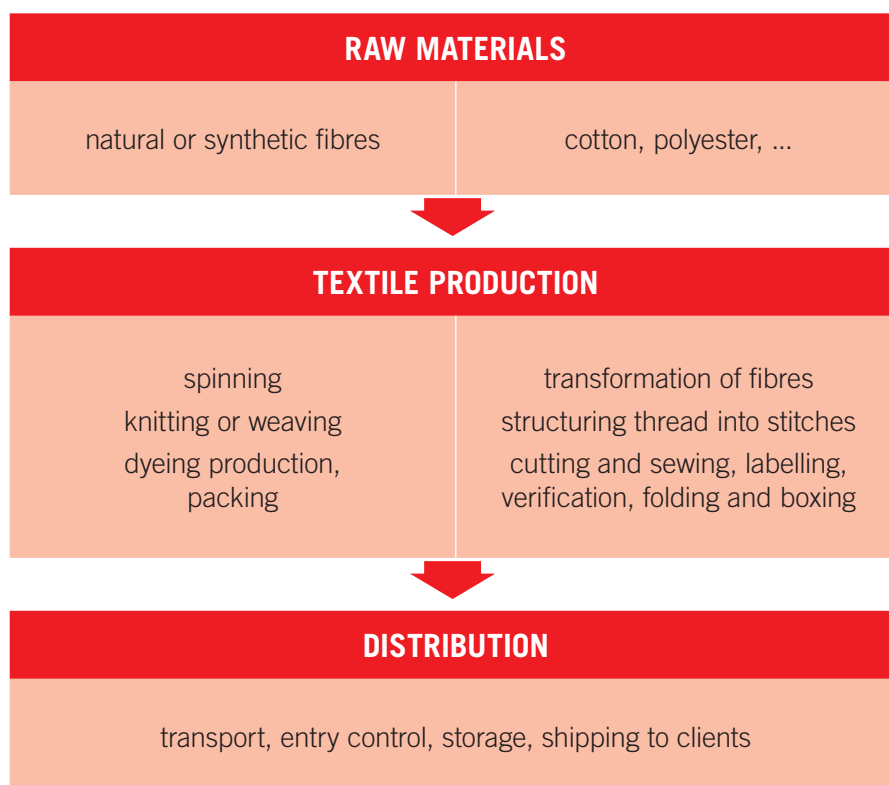 RAW MATERIALS
natural or synthetic fibres
cotton, polyester, ...
TEXTILE PRODUCTION
spinning
knitting or weaving
dyeing production,
packing
transformation of fibres
structuring thread into stitches
cutting and sewing, labelling,
verification, folding and boxing
DISTRIBUTION
transport, entry control, storage, shipping to clients